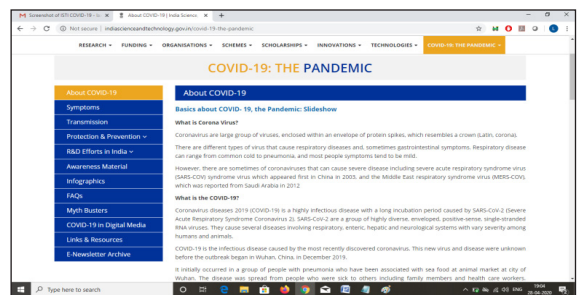 Screenshot of ISTI COVID-19 -
About COVID-19 | India Science
Not secure | indiascienceandtechnology.gov.in/covid-19-the-pandemic
RESEARCH FUNDING ORGANISATIONS SCHEMES SCHOLARSHIPS INNOVATIONS TECHNOLOGIES COVID-19: THE PANDEMIC
COVID-19: THE PANDEMIC
About COVID-19
Symptoms
Transmission
Protection & Prevention
R&D Efforts in India
Awareness Material
Infographics
FAQs
Myth Busters
COVID-19 in Digital Media
Links & Resources
E-Newsletter Archive
About COVID-19
Basics about COVID- 19, the Pandemic: Slideshow
What is Corona Virus?
Coronavirus are large group of viruses, enclosed within an envelope of protein spikes, which resembles a crown (Latin, corona).
There are different types of virus that cause respiratory diseases and, sometimes gastrointestinal symptoms. Respiratory disease
can range from common cold to pneumonia, and most people symptoms tend to be mild.
However, there are sometimes of coronaviruses that can cause severe disease including severe acute respiratory syndrome virus
(SARS-COV) syndrome virus which appeared first in China in 2003, and the Middle East respiratory syndrome virus (MERS-COV),
which was reported from Saudi Arabia in 2012
What is the COVID-19?
Coronavirus diseases 2019 (COVID-19) is a highly infectious disease with a long incubation period caused by SARS-CoV-2 (Severe
Acute Respiratory Syndrome Coronavirus 2). SARS-CoV-2 are a group of highly diverse, enveloped, positive-sense, single-stranded
RNA-viruses. They cause several diseases involving respiratory, enteric, hepatic and neurological systems with vary severity among
humans and animals.
COVID-19 is the infectious disease caused by the most recently discovered coronavirus. This new virus and disease were unknown
before the outbreak began in Wuhan, China, in December 2019.
It initially occurred in a group of people with pneumonia who have been associated with sea food at animal market at city of
Wuhan. The disease was spread from people who were sick to others including family members and health care workers.
Type here to search
ENG
1904
25-04-2020